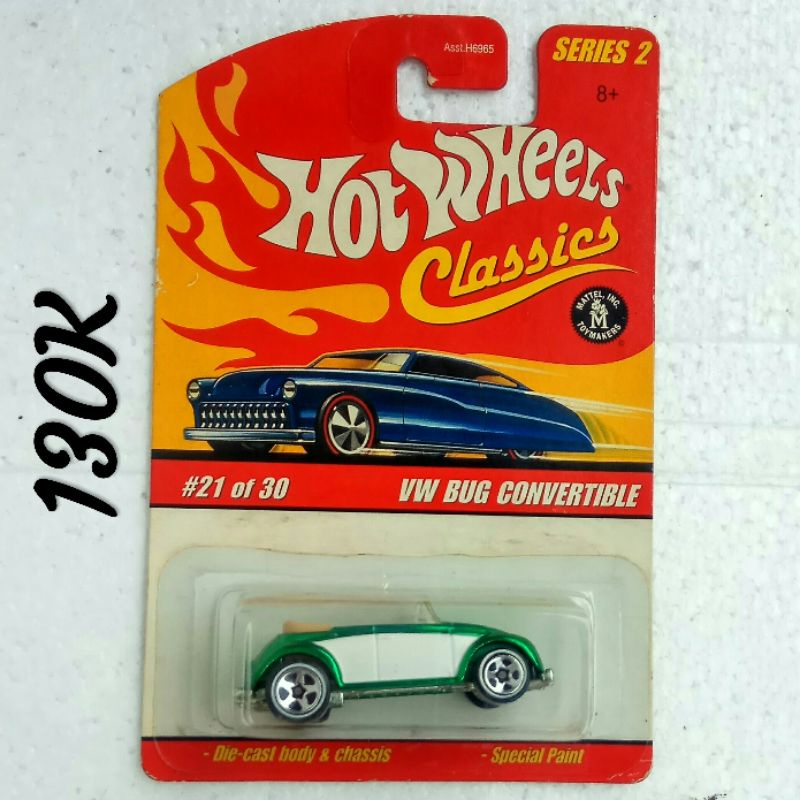 Asst.H6965
SERIES 2
8+
HOT WHEELS
Classics
MATTEL, INC.
M
TOYMAKERS
#21 of 30
VW BUG CONVERTIBLE
- Die-cast body & chassis
- Special Paint
130K